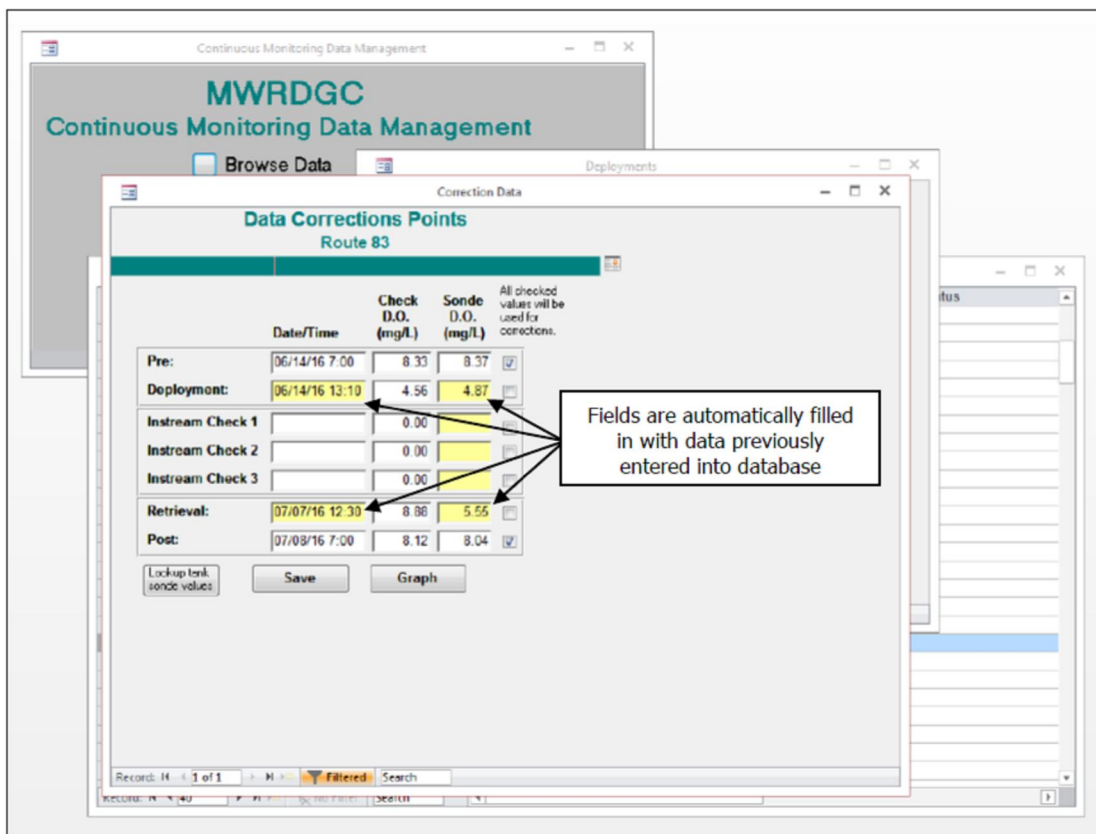 Continuous Monitoring Data Management
MWRDGC
Continuous Monitoring Data Management
Browse Data
Deployments
Correction Data
Data Corrections Points
Route 83
tus
Check D.O. (mg/L)
Sonde D.O. (mg/L)
All checked values will be used for corrections.
Date/Time
Pre: 06/14/16 7:00 8.33 8.37
Deployment: 06/14/16 13:10 4.56 4.87
Instream Check 1 0.00
Instream Check 2 0.00
Instream Check 3 0.00
Retrieval: 07/07/16 12:30 8.88 5.55
Post: 07/08/16 7:00 8.12 8.04
Fields are automatically filled
in with data previously
entered into database
Lookup tank
sonde values
Save
Graph
Record: 1 of 1 Filtered Search
Record: 40 No Filter Search